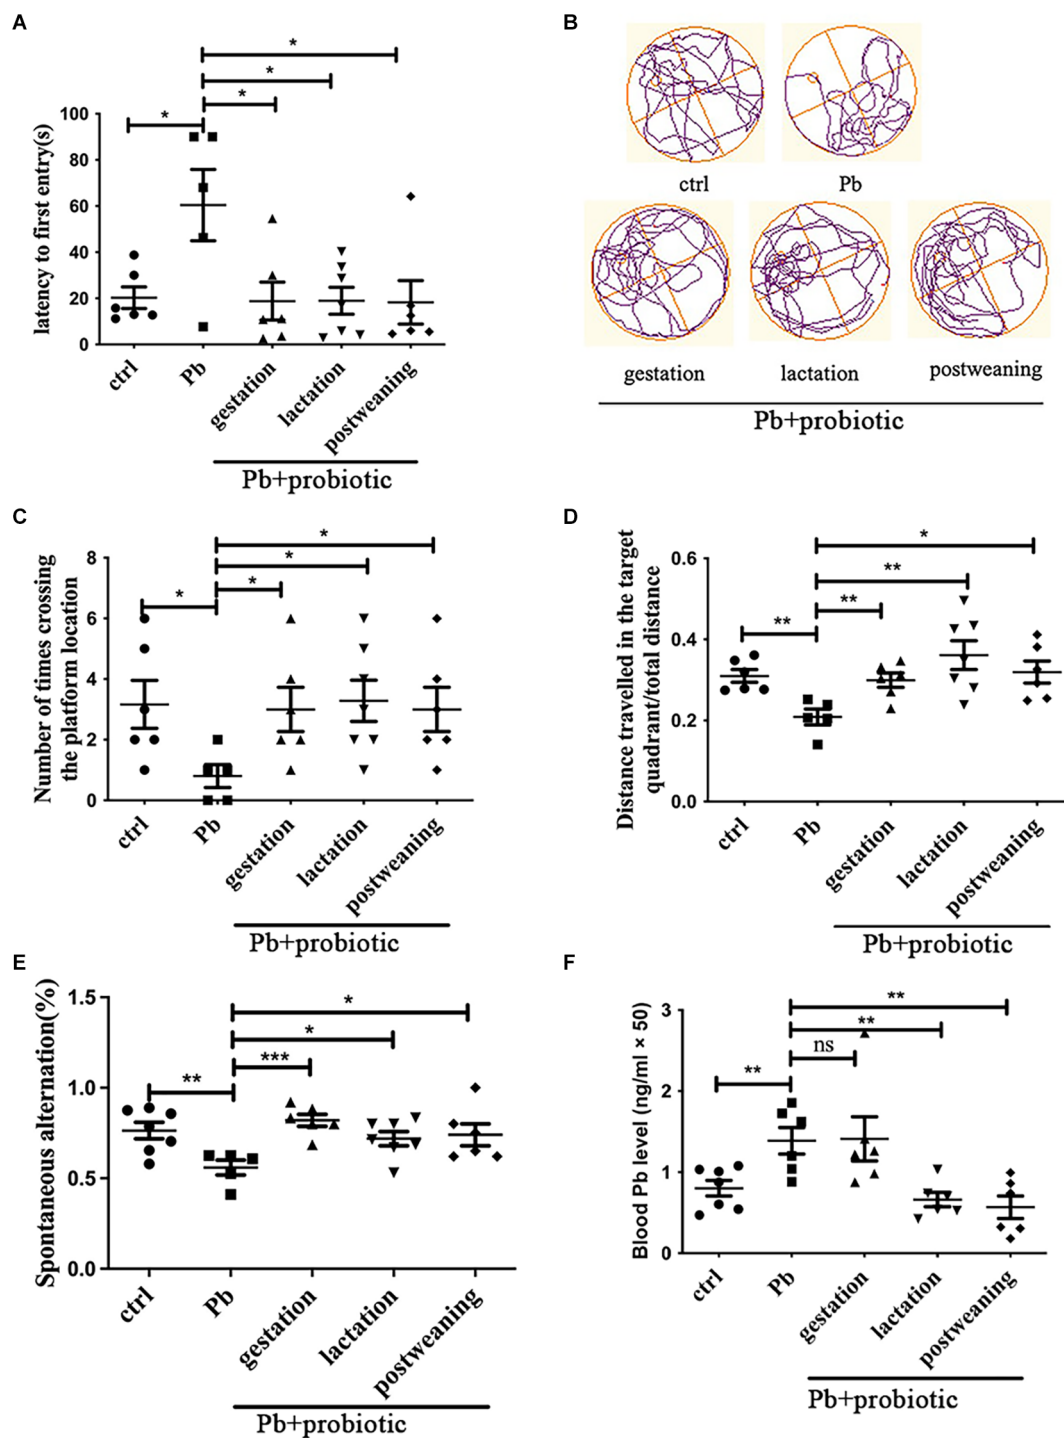 A
latency to first entry(s)
100
80
60
40
20
0
*
*
*
*
ctrl
Pb
gestation
lactation
postweaning
Pb+probiotic
B
ctrl
Pb
gestation
lactation
postweaning
Pb+probiotic
C
Number of times crossing
the platform location
8
6
4
2
0
*
*
*
*
ctrl
Pb
gestation
lactation
postweaning
Pb+probiotic
D
Distance travelled in the target
quadrant/total distance
0.6
0.4
0.2
0.0
*
**
**
**
ctrl
Pb
gestation
lactation
postweaning
Pb+probiotic
E
Spontaneous alternation(%)
1.5
1.0
0.5
0.0
*
*
***
**
ctrl
Pb
gestation
lactation
postweaning
Pb+probiotic
F
Blood Pb level (ng/ml × 50)
3
2
1
0
**
**
ns
**
ctrl
Pb
gestation
lactation
postweaning
Pb+probiotic